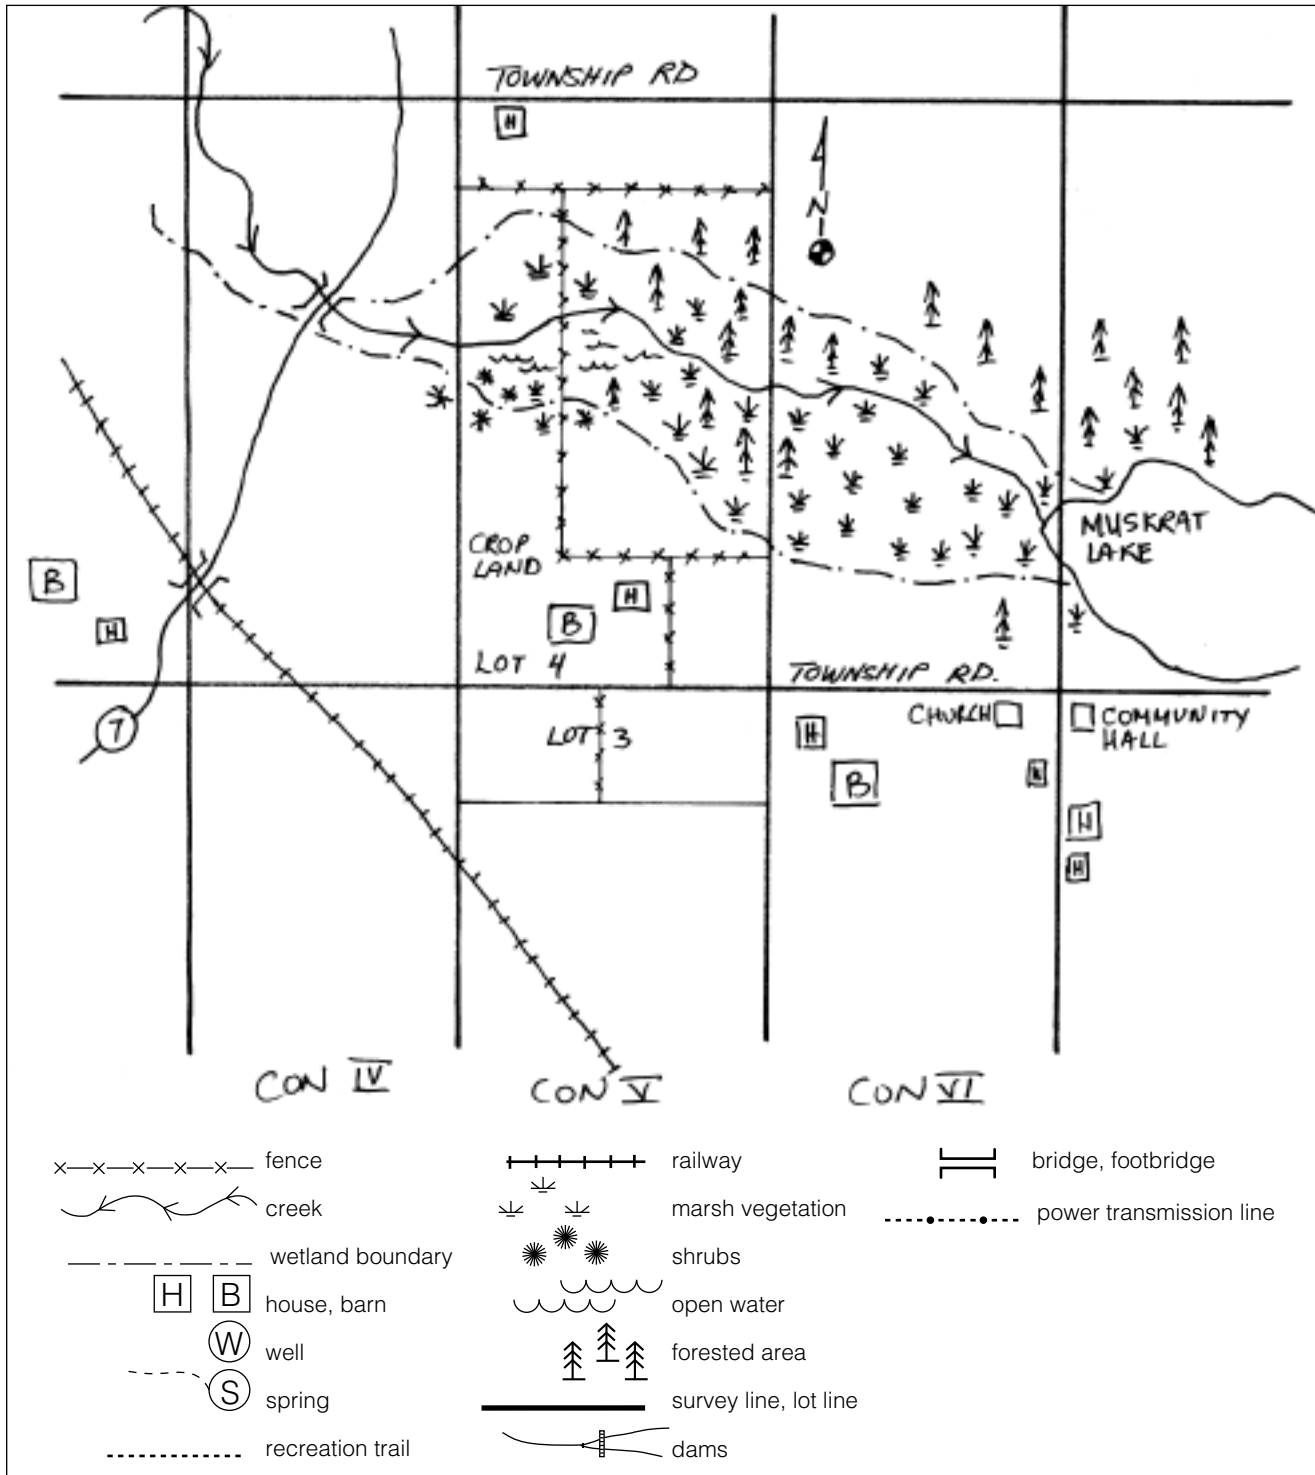 TOWNSHIP RD
H
N
MUSKRAT
LAKE
CROP
LAND
B
H
H
B
LOT 4
TOWNSHIP RD.
7
LOT 3
H
CHURCH
COMMUNITY
HALL
B
H
H
CON IV
CON V
CON VI
fence
railway
bridge, footbridge
creek
marsh vegetation
power transmission line
wetland boundary
shrubs
H B house, barn
open water
W well
forested area
S spring
survey line, lot line
recreation trail
dams